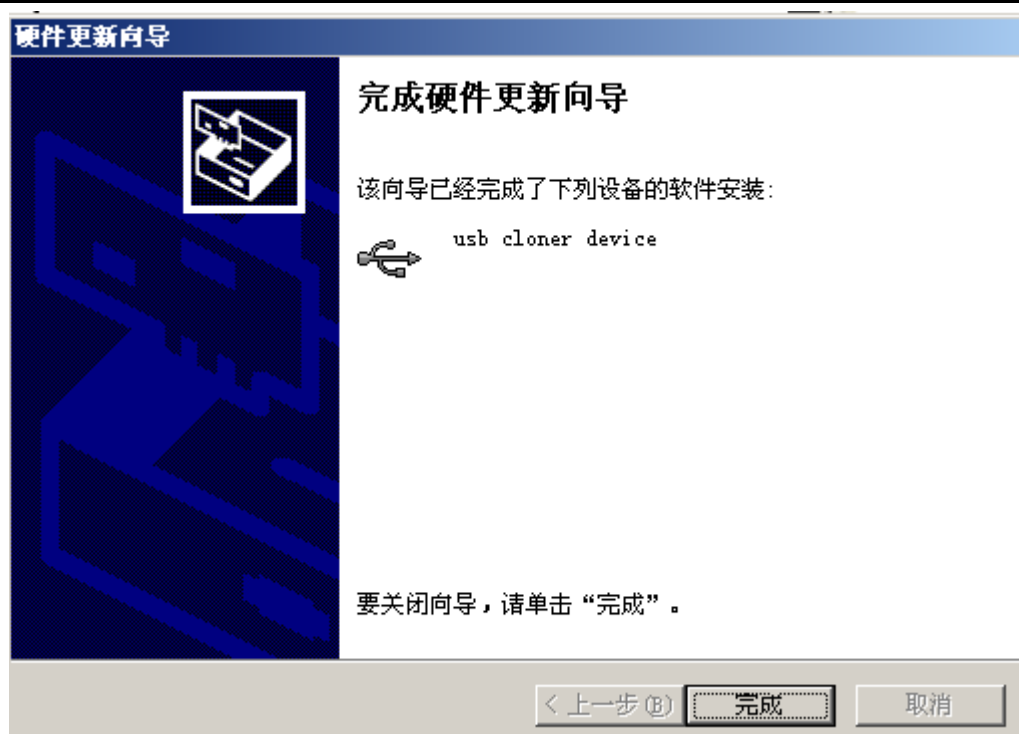 硬件更新向导
完成硬件更新向导
该向导已经完成了下列设备的软件安装:
usb cloner device
要关闭向导，请单击“完成”。
< 上一步(B) 完成 取消